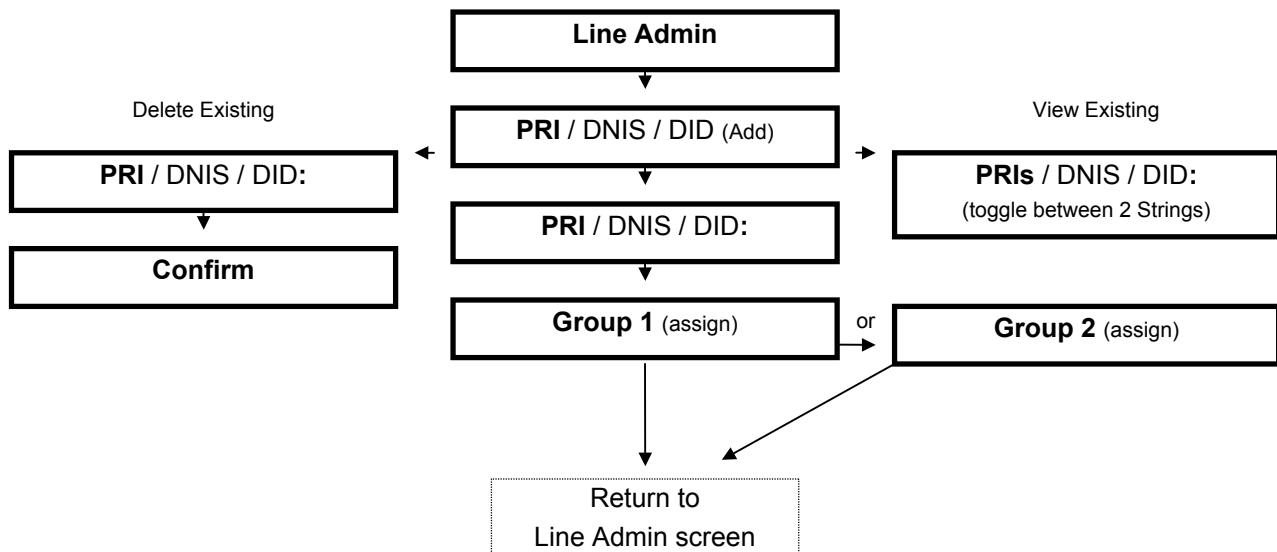 Line Admin
Delete Existing
PRI / DNIS / DID (Add)
View Existing
PRI / DNIS / DID:
PRIs / DNIS / DID:
(toggle between 2 Strings)
PRI / DNIS / DID:
Confirm
Group 1 (assign)
or
Group 2 (assign)
Return to
Line Admin screen